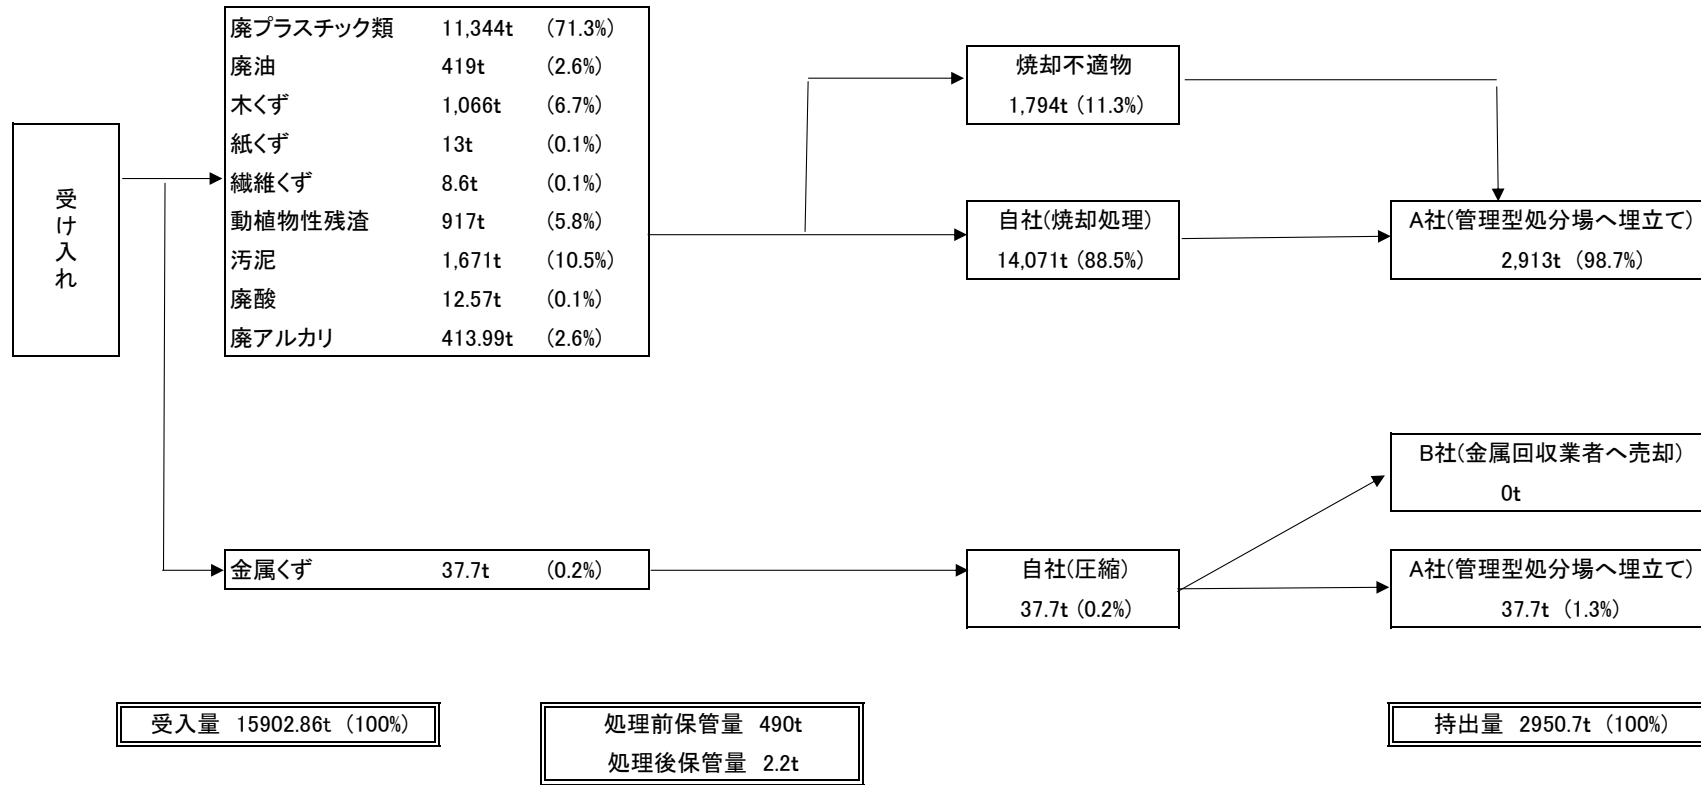 受け入れ
廃プラスチック類 11,344t (71.3%)
廃油 419t (2.6%)
木くず 1,066t (6.7%)
紙くず 13t (0.1%)
繊維くず 8.6t (0.1%)
動植物性残渣 917t (5.8%)
汚泥 1,671t (10.5%)
廃酸 12.57t (0.1%)
廃アルカリ 413.99t (2.6%)
焼却不適物
1,794t (11.3%)
自社(焼却処理)
14,071t (88.5%)
A社(管理型処分場へ埋立て)
2,913t (98.7%)
B社(金属回収業者へ売却)
0t
金属くず 37.7t (0.2%)
自社(圧縮)
37.7t (0.2%)
A社(管理型処分場へ埋立て)
37.7t (1.3%)
受入量 15902.86t (100%)
処理前保管量 490t
処理後保管量 2.2t
持出量 2950.7t (100%)